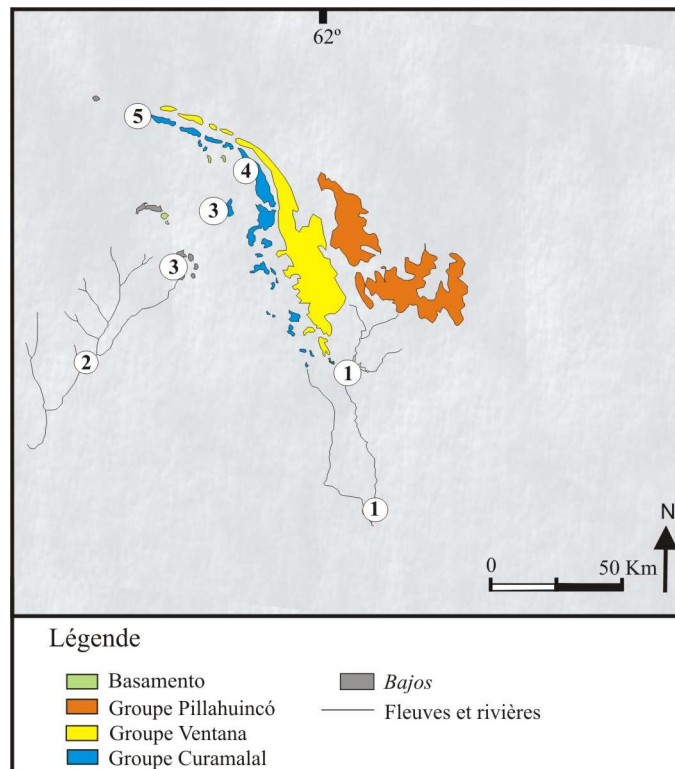 62º
5
4
3
3
2
1
1
N
0 50 Km
Légende
Basamento
Groupe Pillahuincó
Groupe Ventana
Groupe Curamalal
Bajos
Fleuves et rivières